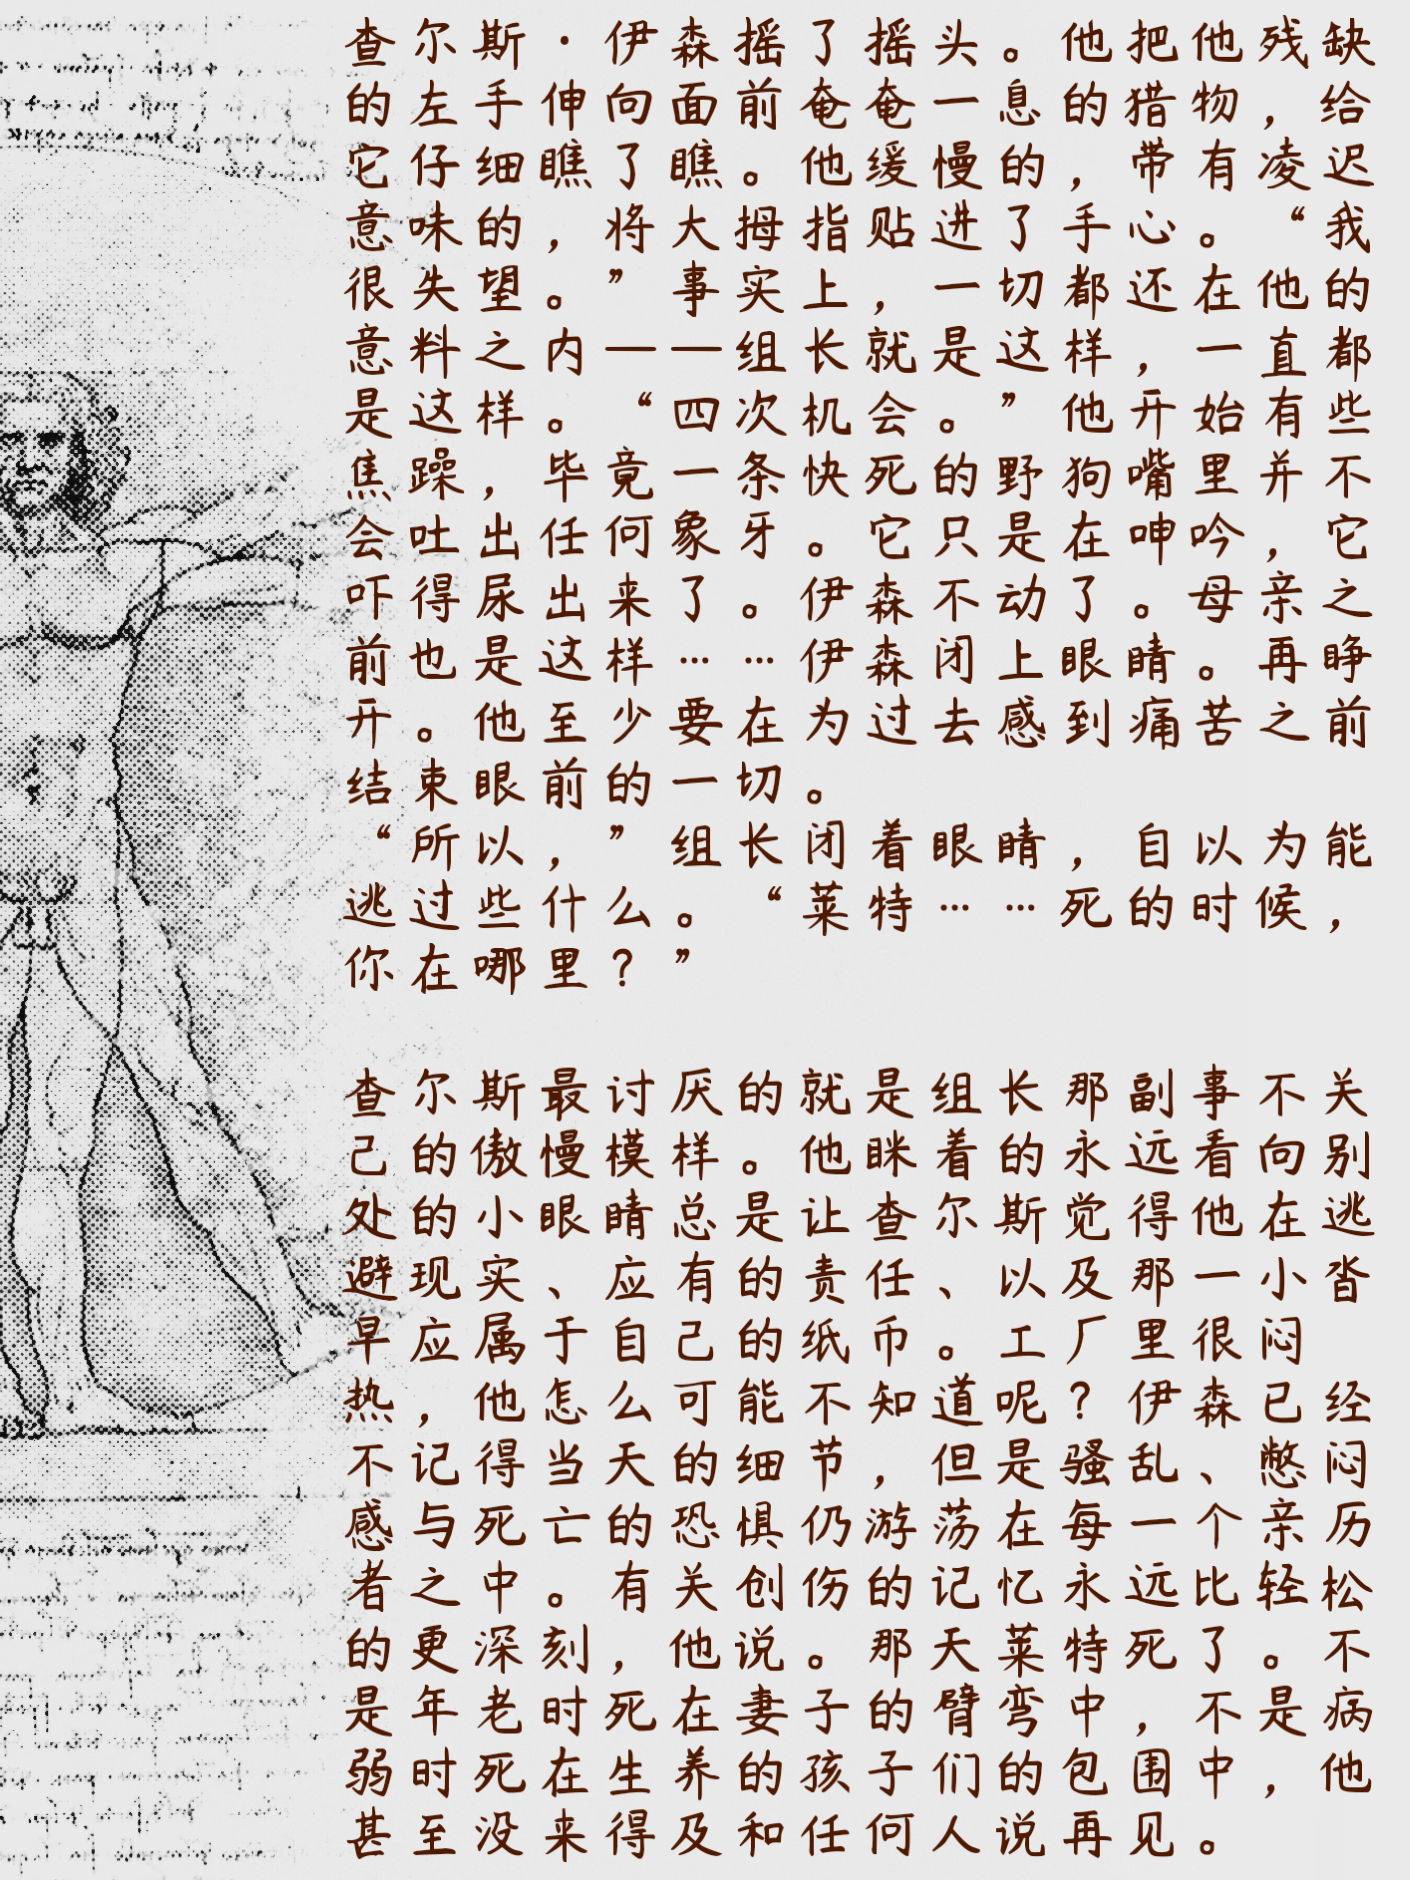 查尔斯·伊森摇了摇头。他把他残缺
的左手伸向面前奄奄一息的猎物，给
它仔细瞧了瞧。他缓慢的，带有凌迟
意味的，将大拇指贴进了手心。“我
很失望。”事实上，一切都还在他的
意料之内——组长就是这样，一直都
是这样。“四次机会。”他开始有些
焦躁，毕竟一条快死的野狗嘴里并不
会吐出任何象牙。它只是在呻吟，它
吓得尿出来了。伊森不动了。母亲之
前也是这样……伊森闭上眼睛。再睁
开。他至少要在为过去感到痛苦之前
结束眼前的一切。
“所以，”组长闭着眼睛，自以为能
逃过些什么。“莱特……死的时候，
你在哪里？”
查尔斯最讨厌的就是组长那副事不关
己的傲慢模样。他眯着的永远看向别
处的小眼睛总是让查尔斯觉得他在逃
避现实、应有的责任、以及那一小沓
早应属于自己的纸币。工厂里很闷
热，他怎么可能不知道呢？伊森已经
不记得当天的细节，但是骚乱、憋闷
感与死亡的恐惧仍游荡在每一个亲历
者之中。有关创伤的记忆永远比轻松
的更深刻，他说。那天莱特死了。不
是年老时死在妻子的臂弯中，不是病
弱时死在生养的孩子们的包围中，他
甚至没来得及和任何人说再见。